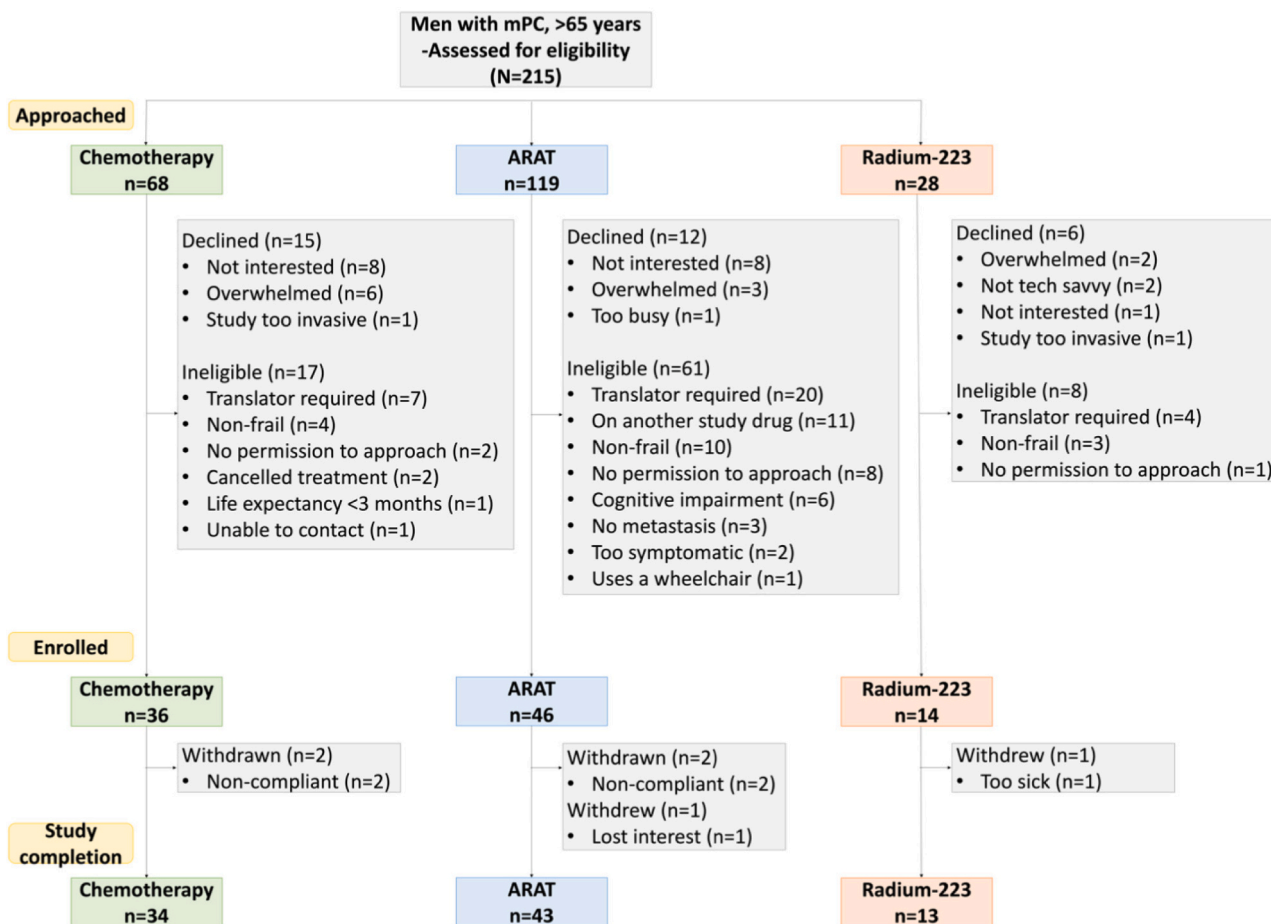 Men with mPC, >65 years
-Assessed for eligibility
(N=215)
Approached
Chemotherapy
n=68
ARAT
n=119
Radium-223
n=28
Declined (n=15)
• Not interested (n=8)
• Overwhelmed (n=6)
• Study too invasive (n=1)
Ineligible (n=17)
• Translator required (n=7)
• Non-frail (n=4)
• No permission to approach (n=2)
• Cancelled treatment (n=2)
• Life expectancy <3 months (n=1)
• Unable to contact (n=1)
Declined (n=12)
• Not interested (n=8)
• Overwhelmed (n=3)
• Too busy (n=1)
Ineligible (n=61)
• Translator required (n=20)
• On another study drug (n=11)
• Non-frail (n=10)
• No permission to approach (n=8)
• Cognitive impairment (n=6)
• No metastasis (n=3)
• Too symptomatic (n=2)
• Uses a wheelchair (n=1)
Declined (n=6)
• Overwhelmed (n=2)
• Not tech savvy (n=2)
• Not interested (n=1)
• Study too invasive (n=1)
Ineligible (n=8)
• Translator required (n=4)
• Non-frail (n=3)
• No permission to approach (n=1)
Enrolled
Chemotherapy
n=36
ARAT
n=46
Radium-223
n=14
Withdrawn (n=2)
• Non-compliant (n=2)
Withdrawn (n=2)
• Non-compliant (n=2)
Withdrew (n=1)
• Lost interest (n=1)
Withdrew (n=1)
• Too sick (n=1)
Study
completion
Chemotherapy
n=34
ARAT
n=43
Radium-223
n=13